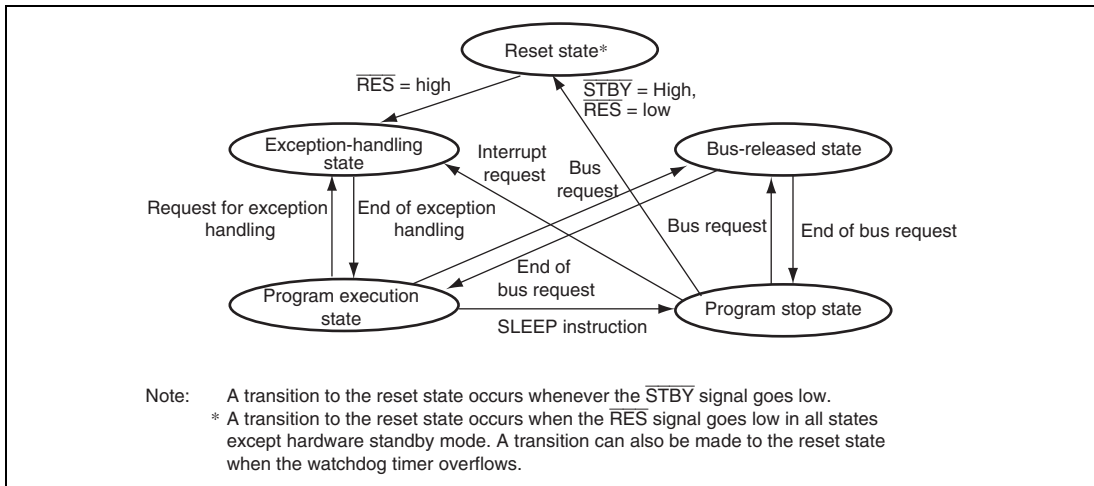 Reset state*
RES = high
STBY = High,
RES = low
Exception-handling
state
Interrupt
request
Bus
request
Bus-released state
Request for exception
handling
End of exception
handling
Bus request
End of bus request
End of
bus request
Program execution
state
SLEEP instruction
Program stop state
Note: A transition to the reset state occurs whenever the STBY signal goes low.
* A transition to the reset state occurs when the RES signal goes low in all states
except hardware standby mode. A transition can also be made to the reset state
when the watchdog timer overflows.